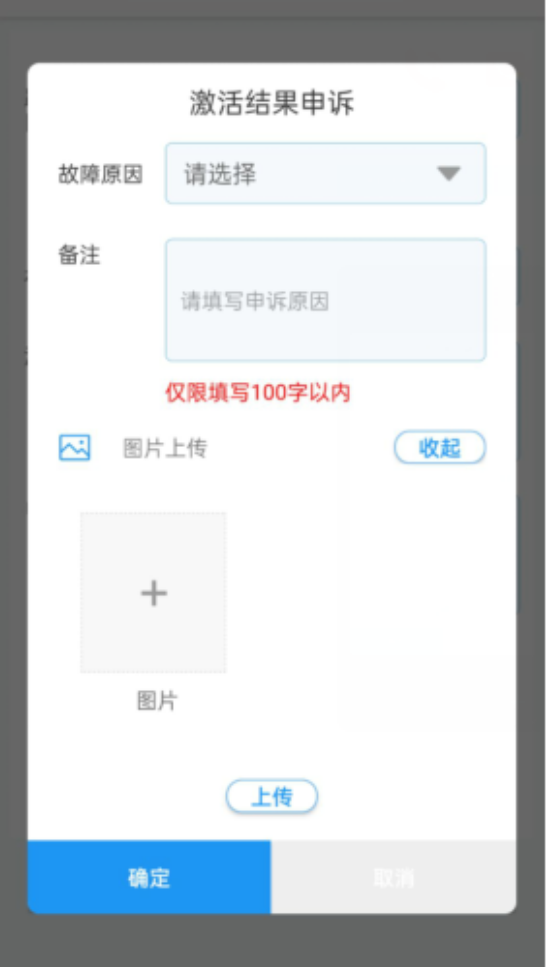 激活结果申诉
故障原因 请选择
备注
请填写申诉原因
仅限填写100字以内
图片上传 收起
图片
上传
确定 取消